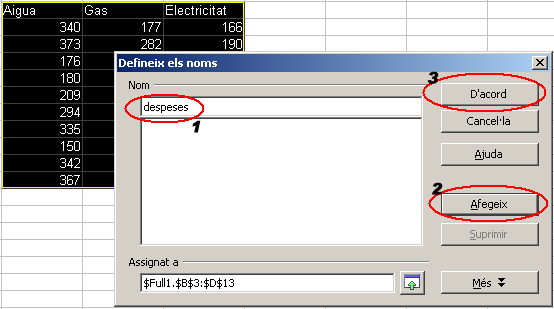 Aigua Gas Electricitat
340 177 166
373 282 190
176
180
209
294
335
150
342
367
Defineix els noms
Nom
despeses
1
3
D'acord
Cancel·la
Ajuda
2
Afegeix
Suprimir
Assignat a
$Full1.$B$3:$D$13
Més